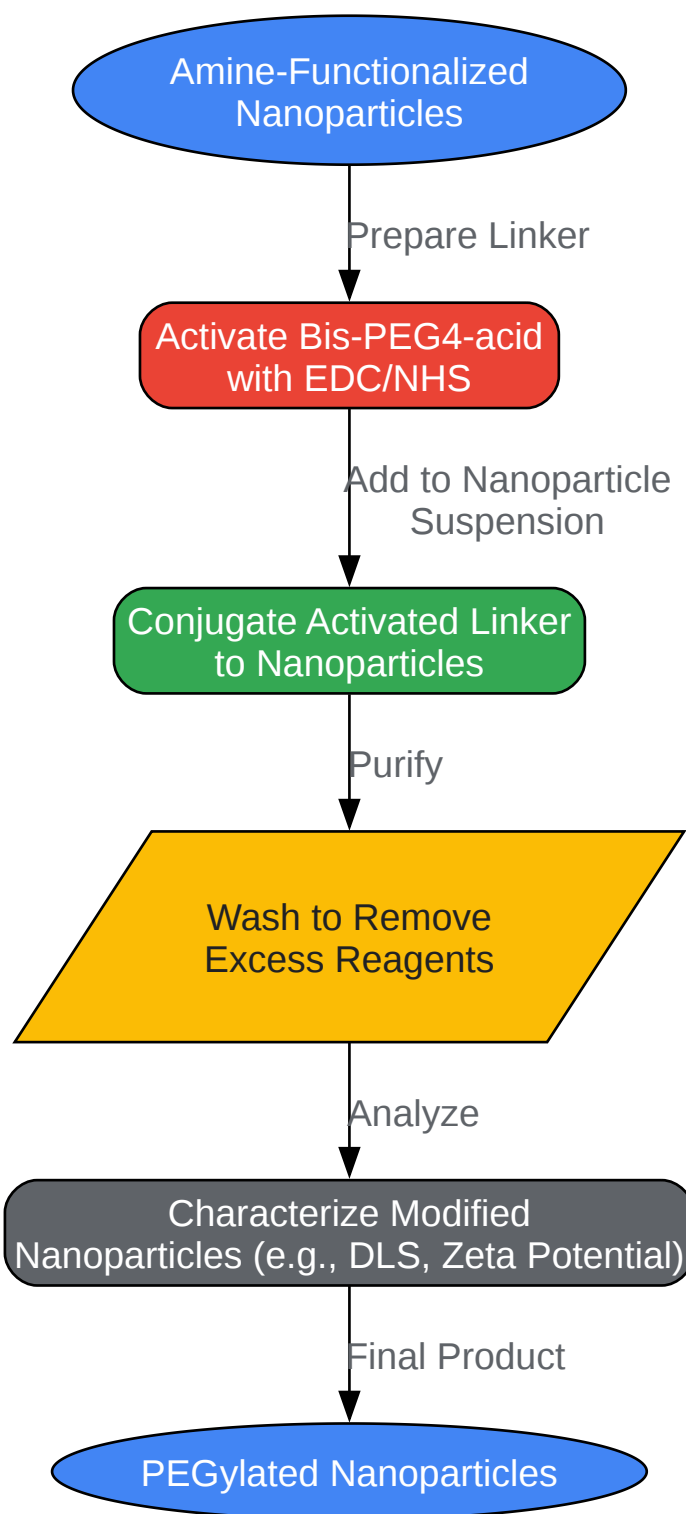 Amine-Functionalized
Nanoparticles
Prepare Linker
Activate Bis-PEG4-acid
with EDC/NHS
Add to Nanoparticle
Suspension
Conjugate Activated Linker
to Nanoparticles
Purify
Wash to Remove
Excess Reagents
Analyze
Characterize Modified
Nanoparticles (e.g., DLS, Zeta Potential)
Final Product
PEGylated Nanoparticles